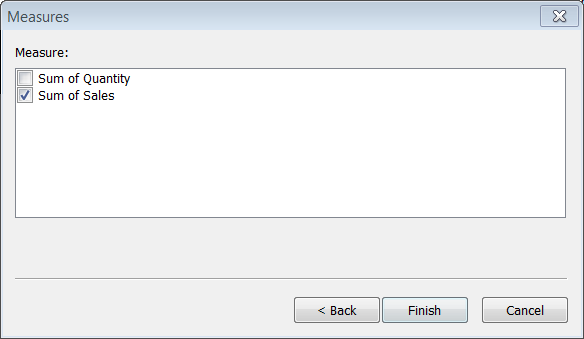 Measures
Measure:
Sum of Quantity
Sum of Sales
< Back
Finish
Cancel